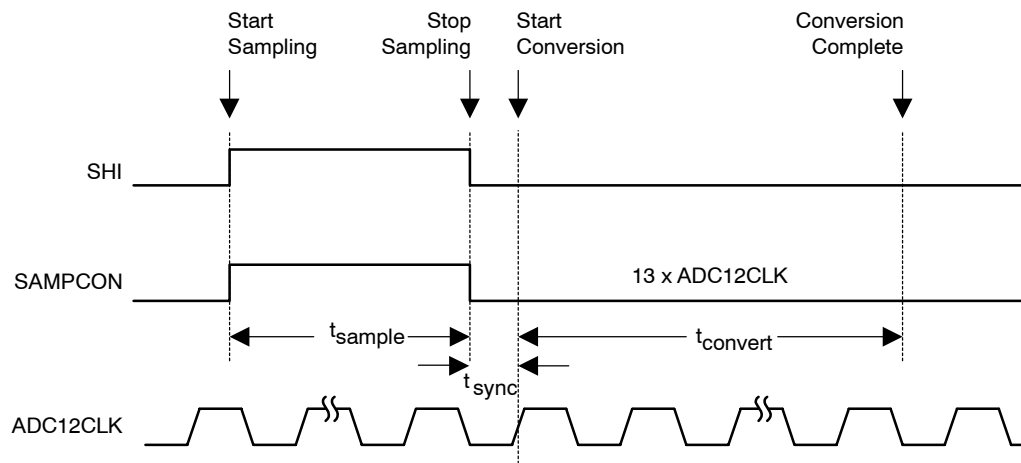 Start
Sampling
Stop
Sampling
Start
Conversion
Conversion
Complete
SHI
SAMPCON
13 x ADC12CLK
tsample
tconvert
tsync
ADC12CLK